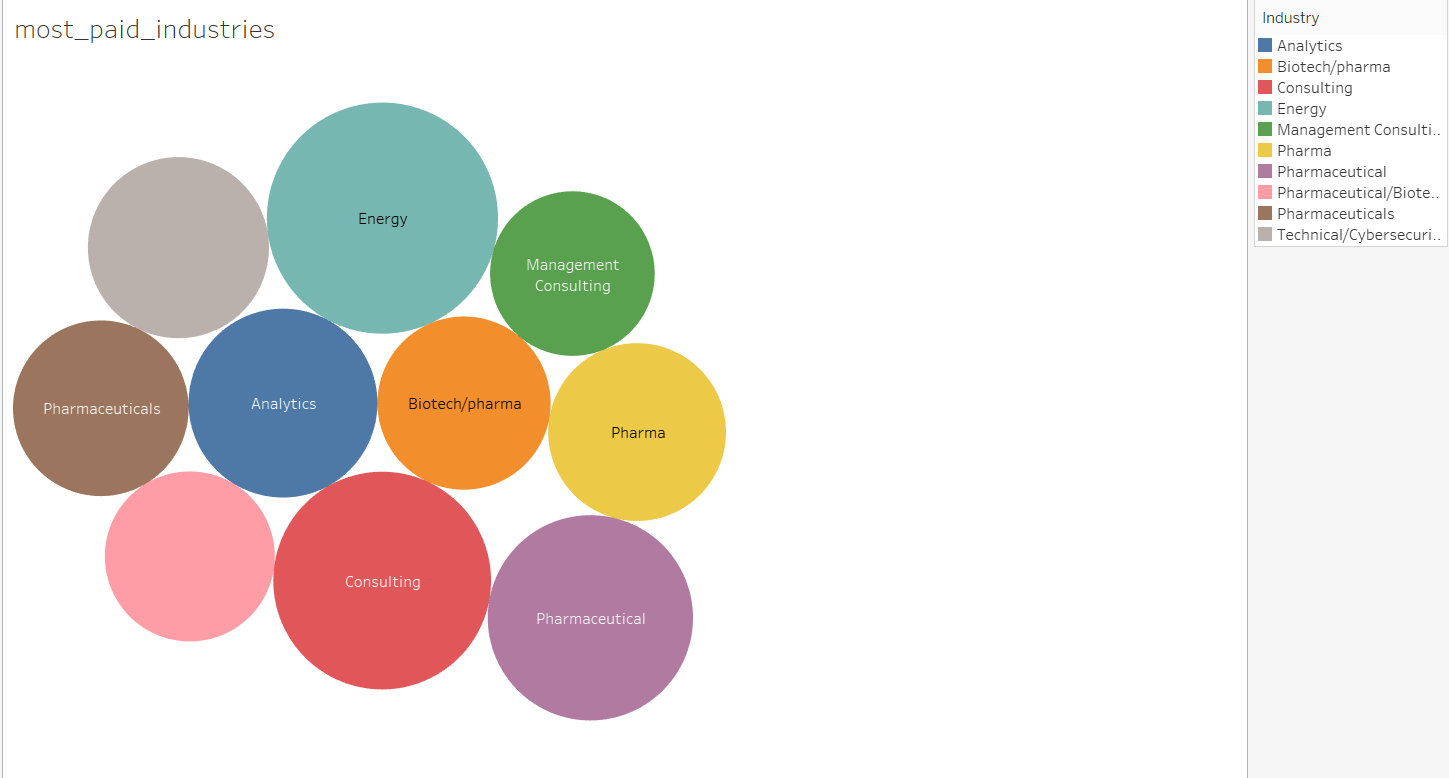 most_paid_industries
Energy
Management
Consulting
Pharmaceuticals
Analytics
Biotech/pharma
Pharma
Consulting
Pharmaceutical
Industry
Analytics
Biotech/pharma
Consulting
Energy
Management Consulti..
Pharma
Pharmaceutical
Pharmaceutical/Biote..
Pharmaceuticals
Technical/Cybersecuri..